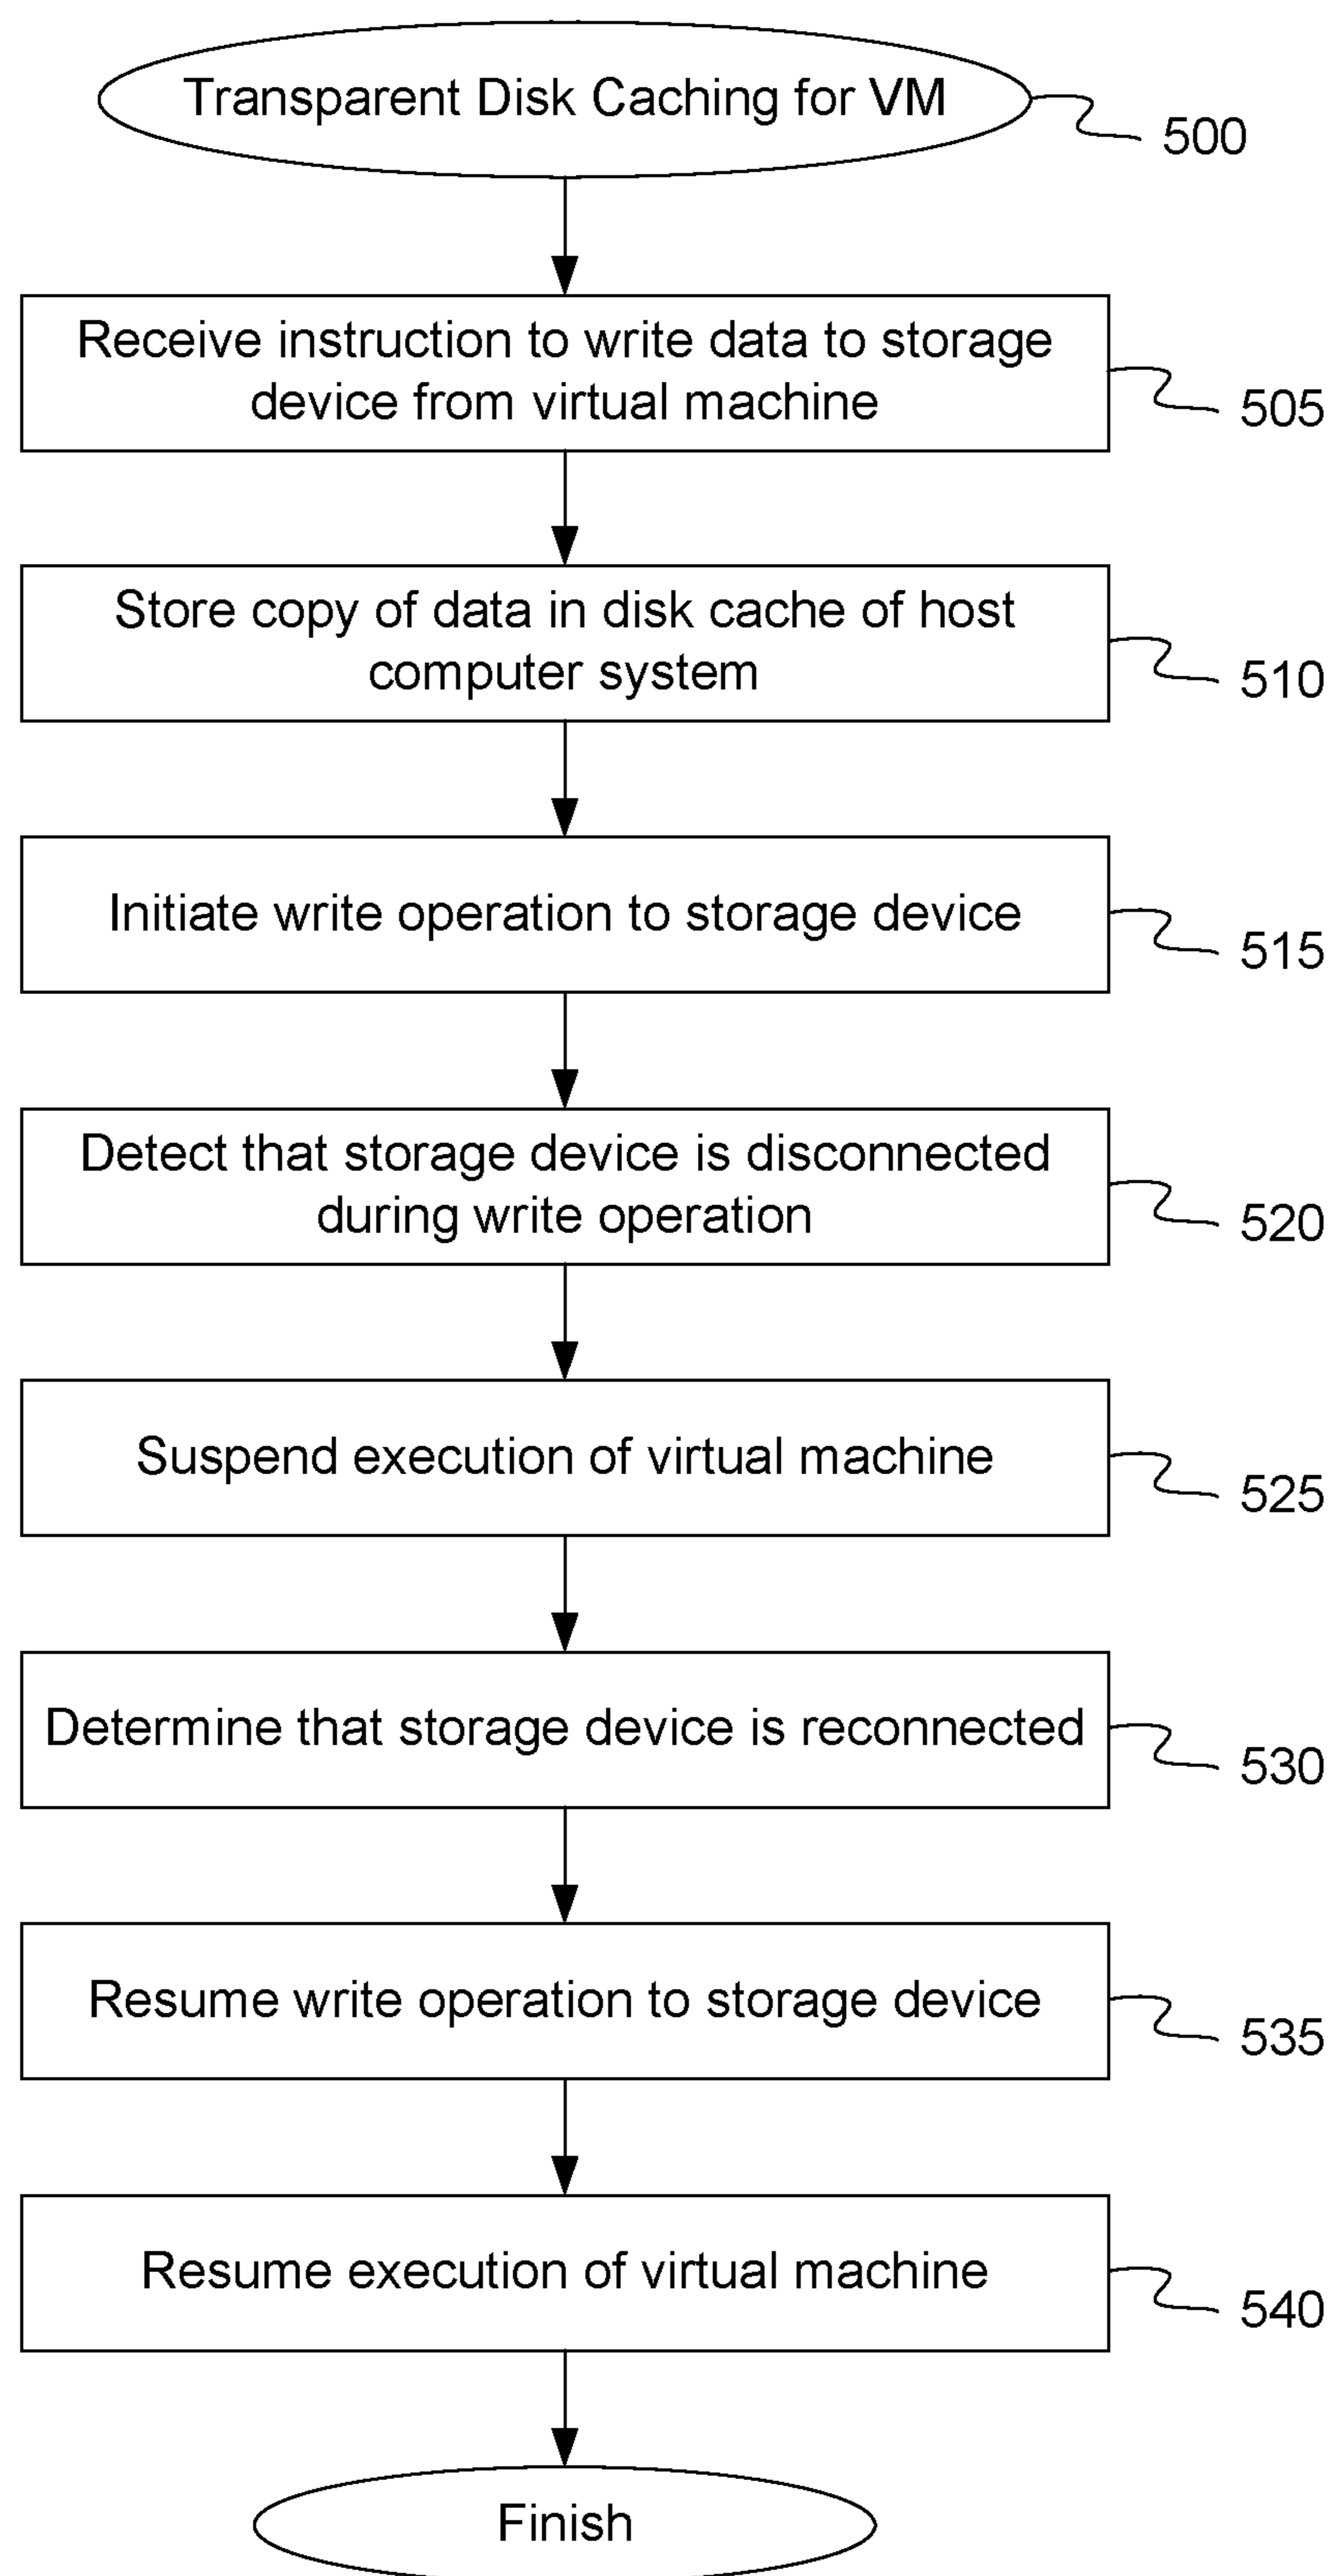 Transparent Disk Caching for VM
500
Receive instruction to write data to storage
device from virtual machine
505
Store copy of data in disk cache of host
computer system
510
Initiate write operation to storage device
515
Detect that storage device is disconnected
during write operation
520
Suspend execution of virtual machine
525
Determine that storage device is reconnected
530
Resume write operation to storage device
535
Resume execution of virtual machine
540
Finish